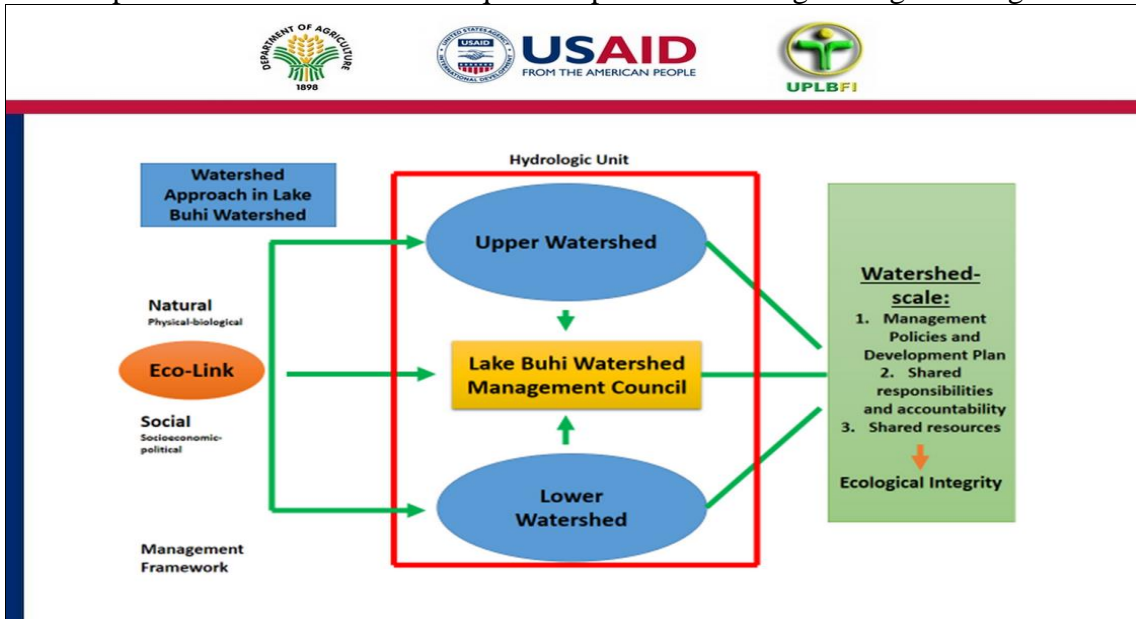 DEPARTMENT OF AGRICULTURE
1898
UNITED STATES AGENCY
INTERNATIONAL DEVELOPMENT
USAID
USAID
FROM THE AMERICAN PEOPLE
UPLBFI
Hydrologic Unit
Watershed
Approach in Lake
Buhi Watershed
Upper Watershed
Natural
Physical-biological
Eco-Link
Social
Socioeconomic-
political
Management
Framework
Lake Buhi Watershed
Management Council
Lower
Watershed
Watershed-
scale:
1. Management
Policies and
Development Plan
2. Shared
responsibilities
and accountability
3. Shared resources
Ecological Integrity